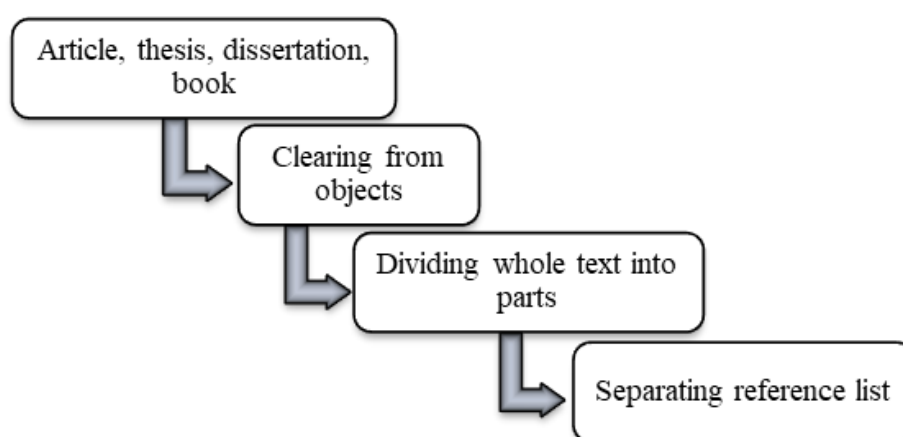 Article, thesis, dissertation,
book
Clearing from
objects
Dividing whole text into
parts
Separating reference list